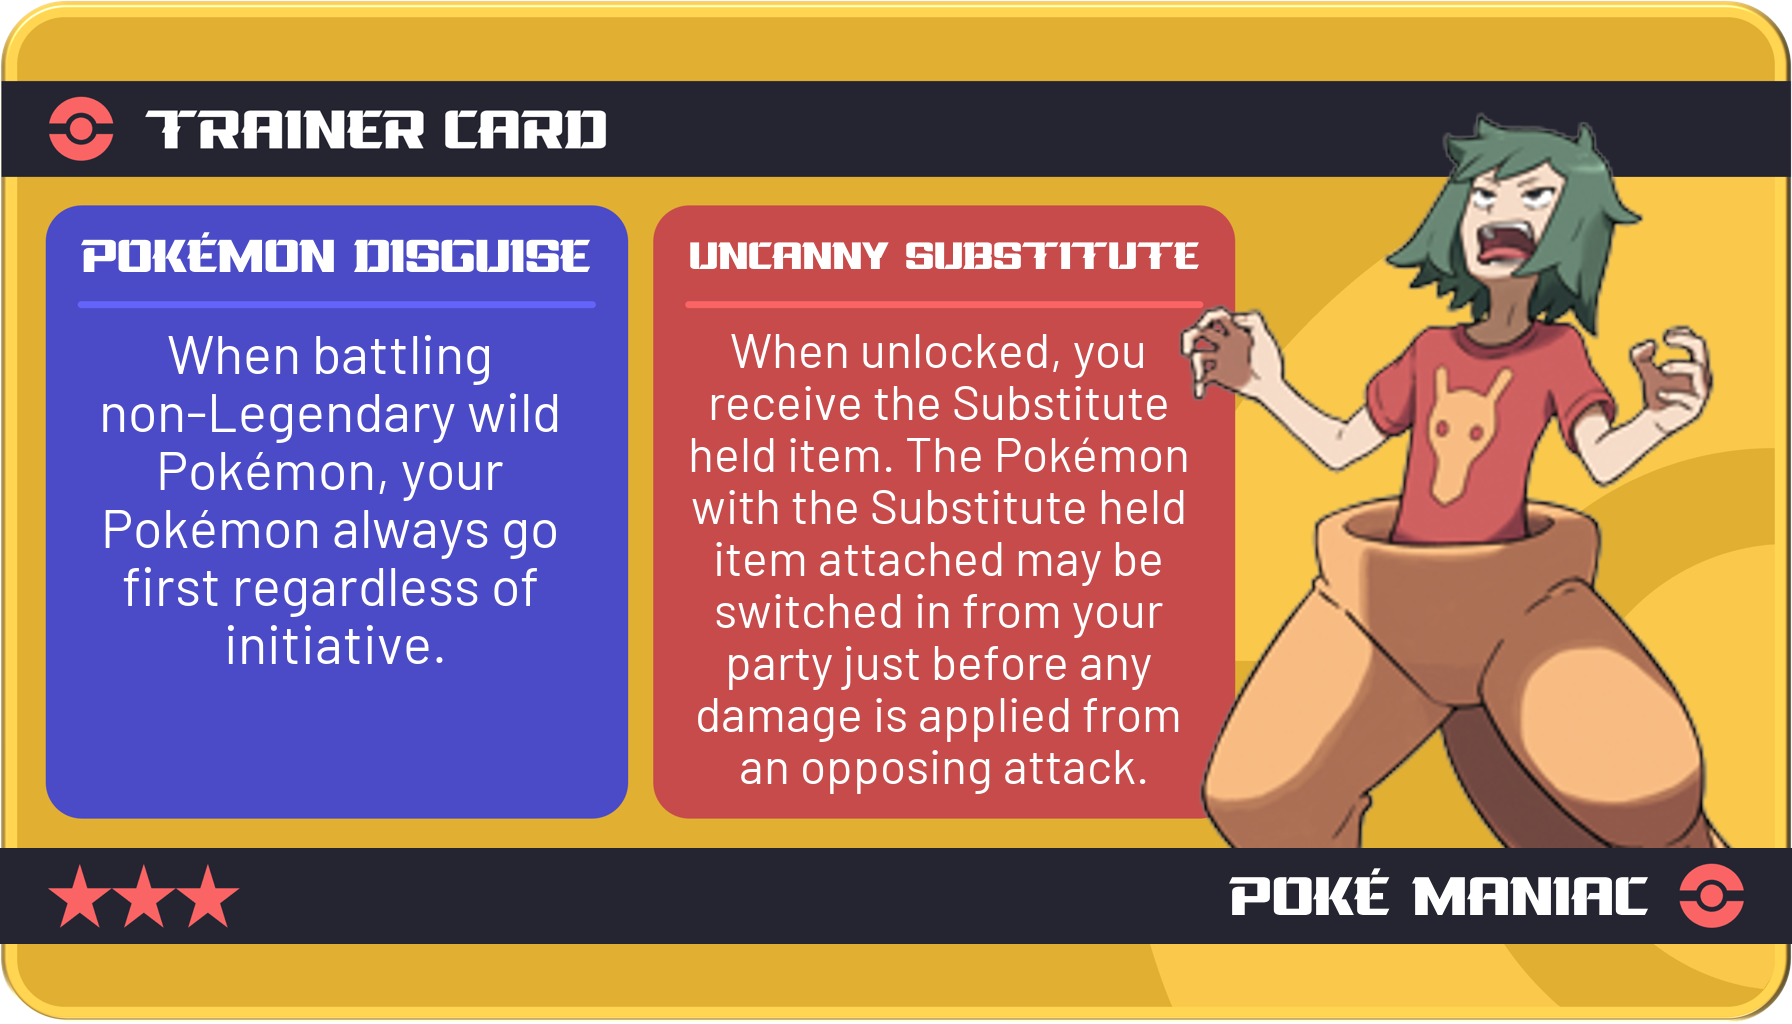 TRAINER CARD
POKÉMON DISGUISE
When battling
non-Legendary wild
Pokémon, your
Pokémon always go
first regardless of
initiative.
UNCANNY SUBSTITUTE
When unlocked, you
receive the Substitute
held item. The Pokémon
with the Substitute held
item attached may be
switched in from your
party just before any
damage is applied from
an opposing attack.
POKÉ MANIAC